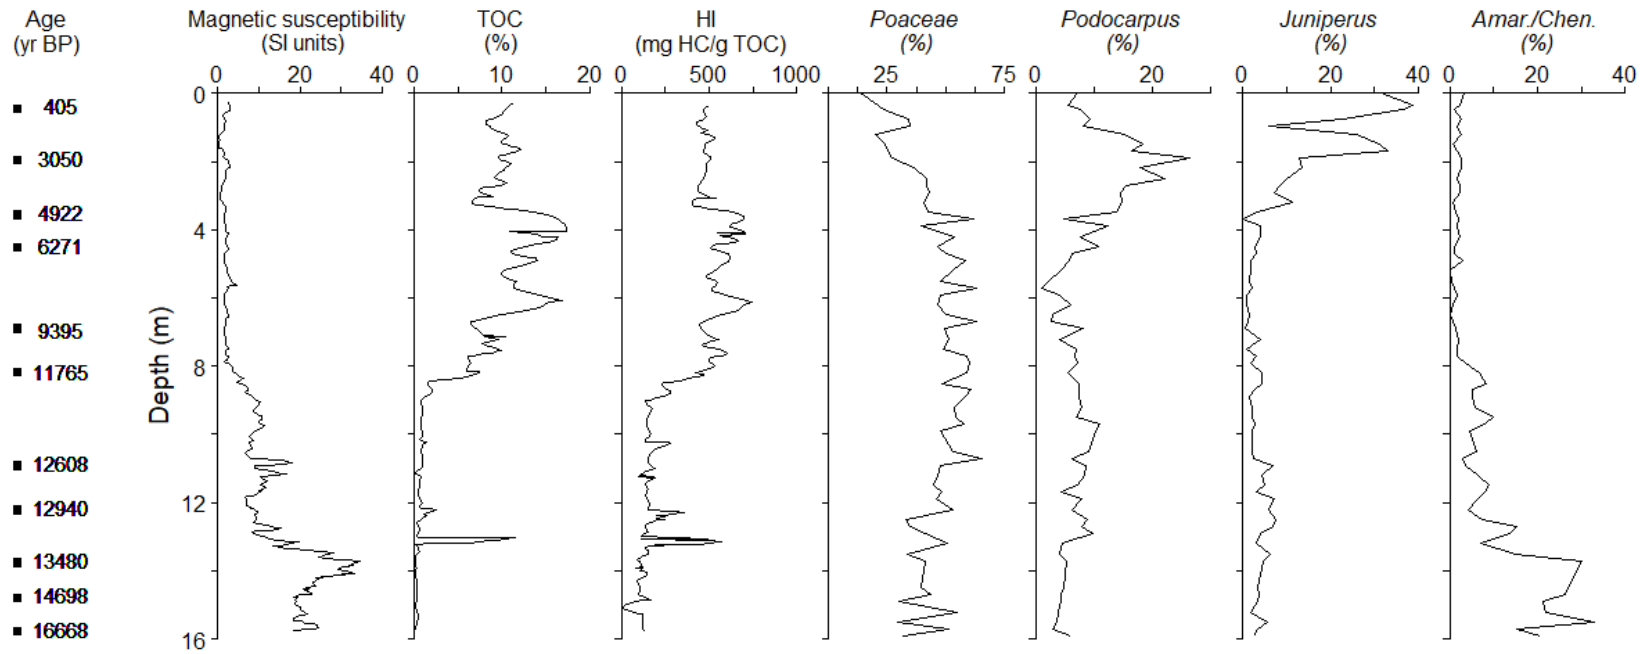 Age
(yr BP)
Magnetic susceptibility
(SI units)
TOC
(%)
HI
(mg HC/g TOC)
Poaceae
(%)
Podocarpus
(%)
Juniperus
(%)
Amar./Chen.
(%)
0 20 40
0 10 20
0 500 1000
25 75
0 20
0 20 40
0 20 40
0
4
8
12
16
Depth (m)
405
3050
4922
6271
9395
11765
12608
12940
13480
14698
16668